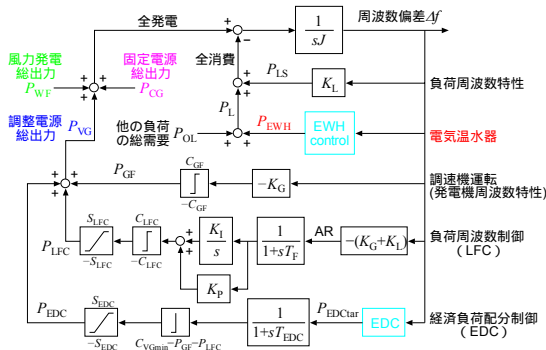 全発電
周波数偏差Δf
1
sJ
+
−
風力発電
総出力
P_WF
固定電源
総出力
P_CG
+
+
+
全消費
+
+
P_LS
K_L
負荷周波数特性
調整電源
総出力
P_VG
P_L
他の負荷
の総需要
P_OL
+
+
P_EWH
EWH
control
電気温水器
P_GF
C_GF
−C_GF
−K_G
調速機運転
(発電機周波数特性)
+
+
+
+
P_LFC
S_LFC
−S_LFC
C_LFC
−C_LFC
+
+
K_I
s
K_P
1
1+sT_F
AR
−(K_G+K_L)
負荷周波数制御
(LFC)
P_EDC
S_EDC
−S_EDC
C_VGmin−P_GF−P_LFC
1
1+sT_EDC
P_EDCtar
EDC
経済負荷配分制御
(EDC)